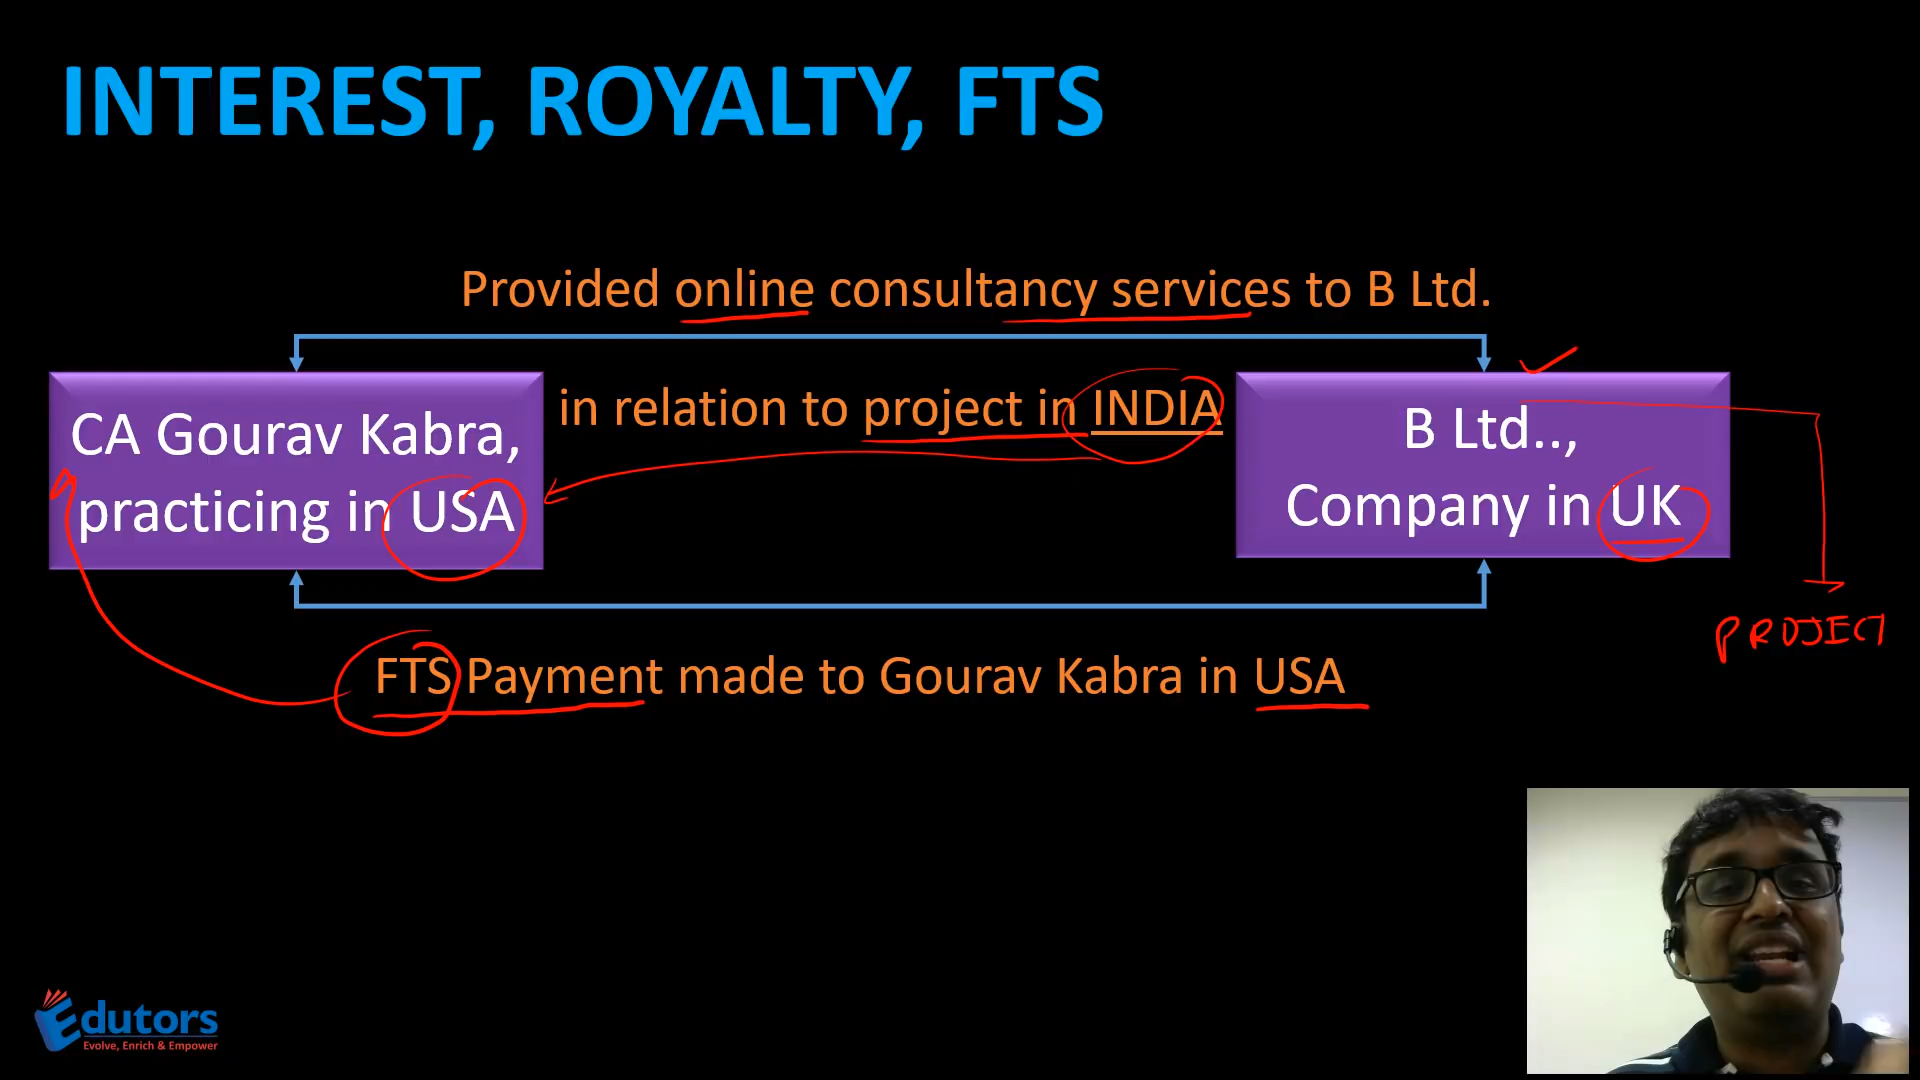 INTEREST, ROYALTY, FTS
Provided online consultancy services to B Ltd.
in relation to project in INDIA
CA Gourav Kabra,
practicing in USA
B Ltd..,
Company in UK
PROJECT
FTS Payment made to Gourav Kabra in USA
Edutors
Evolve, Enrich & Empower